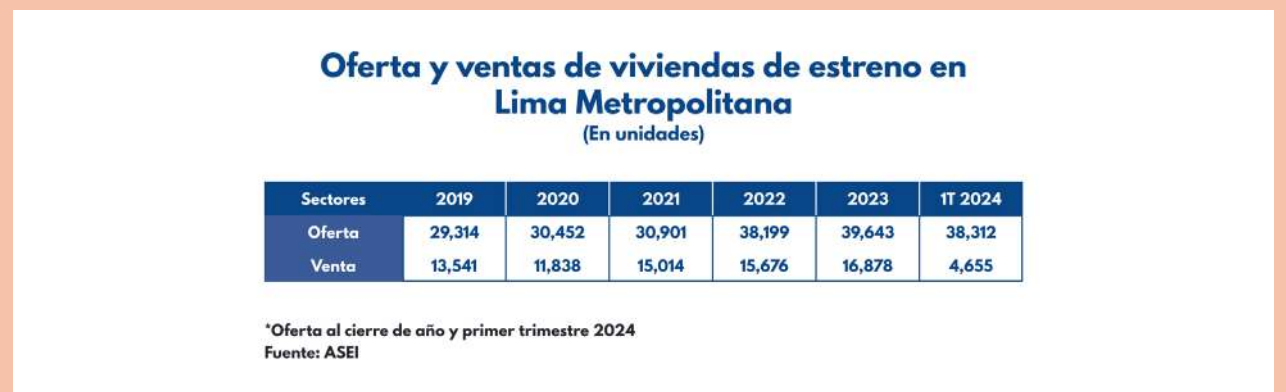 Oferta y ventas de viviendas de estreno en
Lima Metropolitana
(En unidades)
Sectores 2019 2020 2021 2022 2023 1T 2024
Oferta 29,314 30,452 30,901 38,199 39,643 38,312
Venta 13,541 11,838 15,014 15,676 16,878 4,655
*Oferta al cierre de año y primer trimestre 2024
Fuente: ASEI